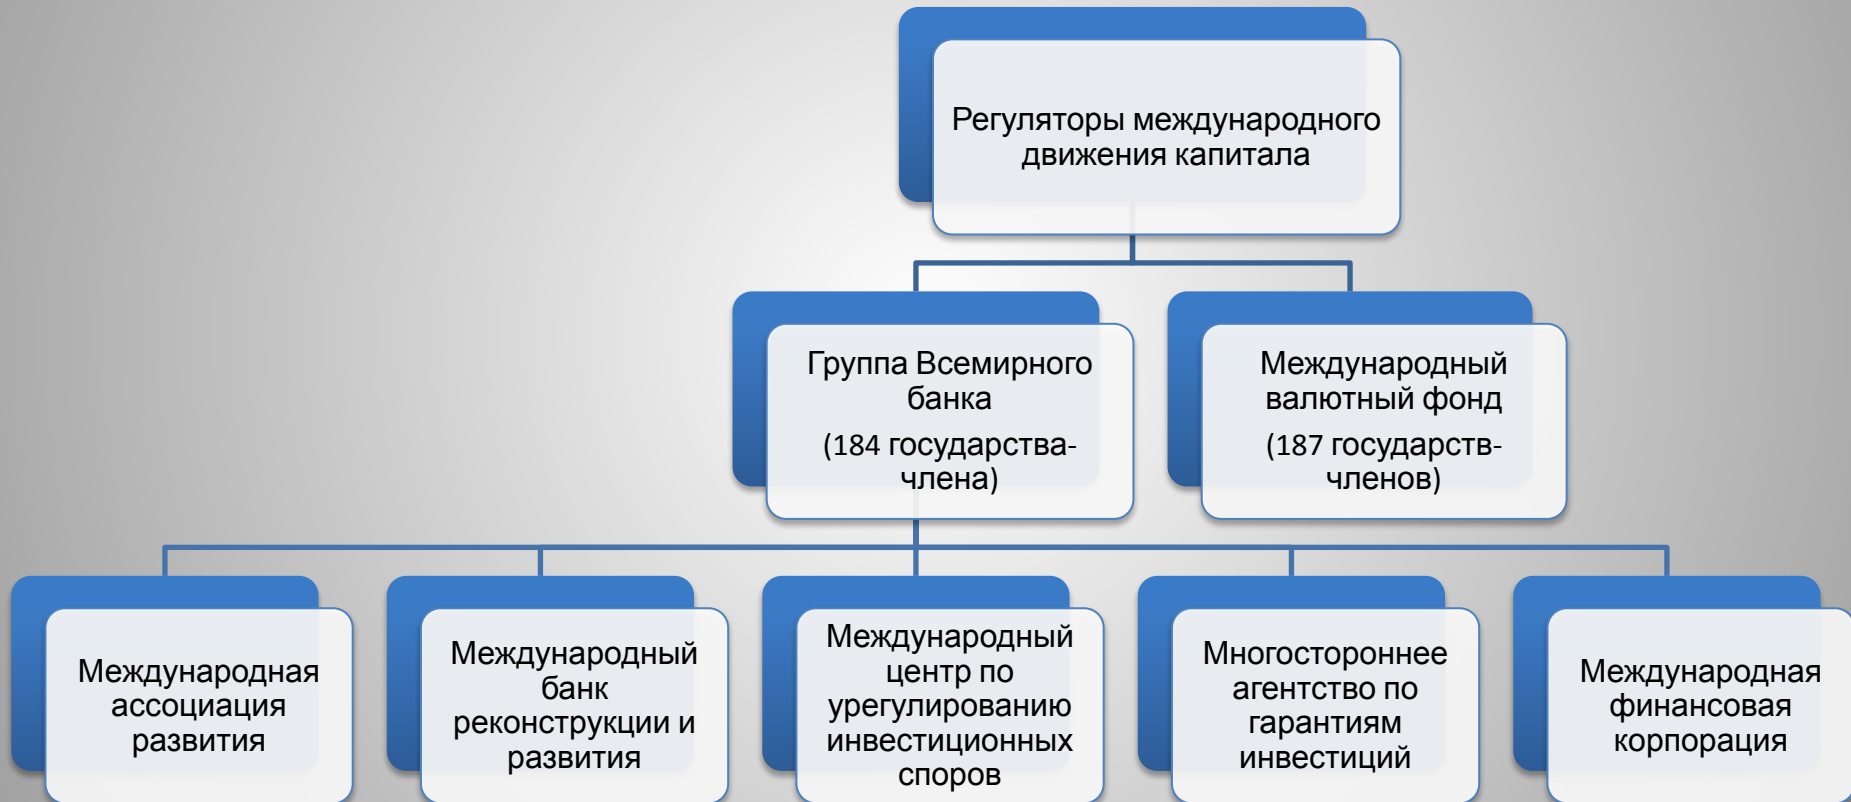 Регуляторы международного
движения капитала
Группа Всемирного
банка
(184 государства-
члена)
Международный
валютный фонд
(187 государств-
членов)
Международная
ассоциация
развития
Международный
банк
реконструкции и
развития
Международный
центр по
урегулированию
инвестиционных
споров
Многостороннее
агентство по
гарантиям
инвестиций
Международная
финансовая
корпорация